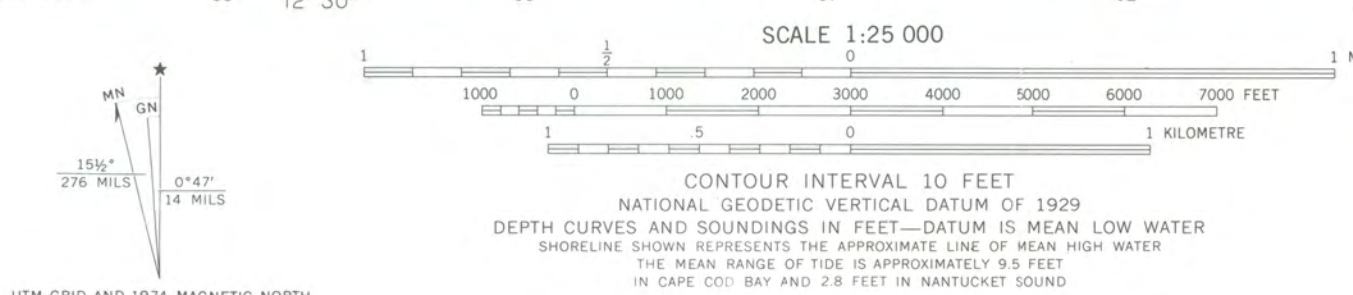 12′30″
SCALE 1:25 000
1 ½ 0 1
1000 0 1000 2000 3000 4000 5000 6000 7000 FEET
1 .5 0 1 KILOMETRE
MN
GN
15½°
276 MILS
0°47′
14 MILS
CONTOUR INTERVAL 10 FEET
NATIONAL GEODETIC VERTICAL DATUM OF 1929
DEPTH CURVES AND SOUNDINGS IN FEET—DATUM IS MEAN LOW WATER
SHORELINE SHOWN REPRESENTS THE APPROXIMATE LINE OF MEAN HIGH WATER
THE MEAN RANGE OF TIDE IS APPROXIMATELY 9.5 FEET
IN CAPE COD BAY AND 2.8 FEET IN NANTUCKET SOUND
UTM GRID AND 1974 MAGNETIC NORTH